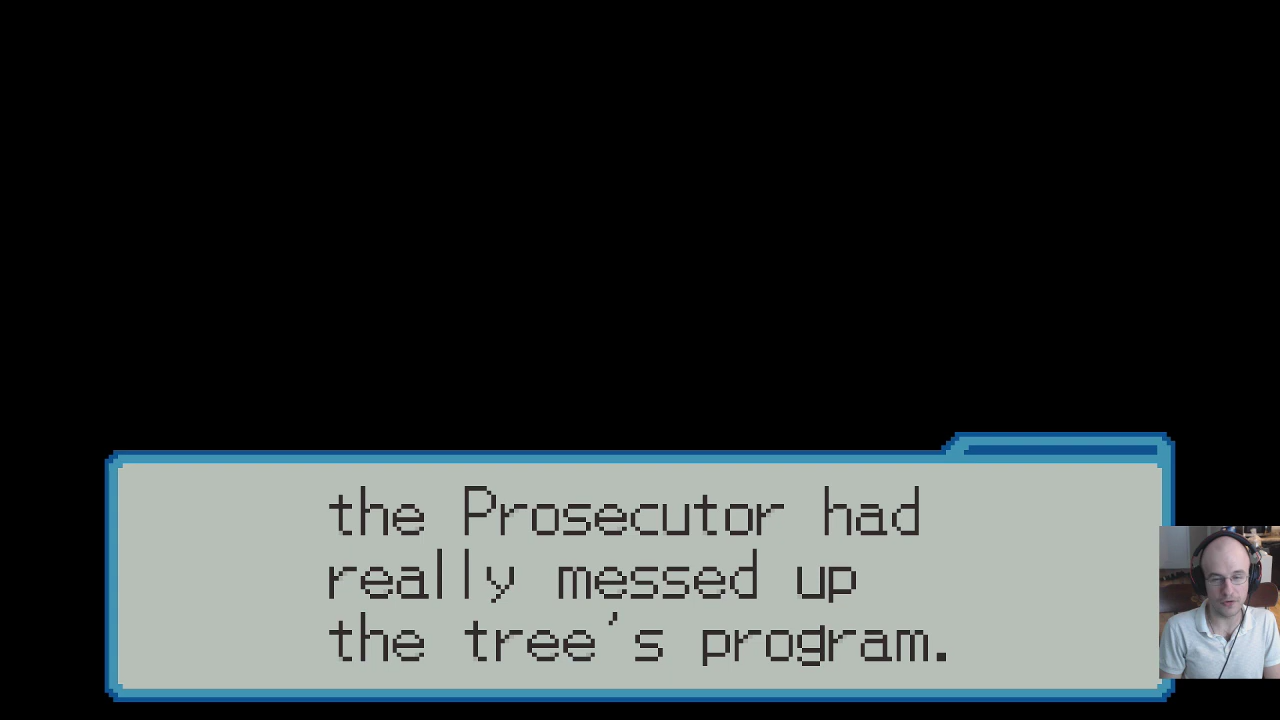 the Prosecutor had
really messed up
the tree's program.